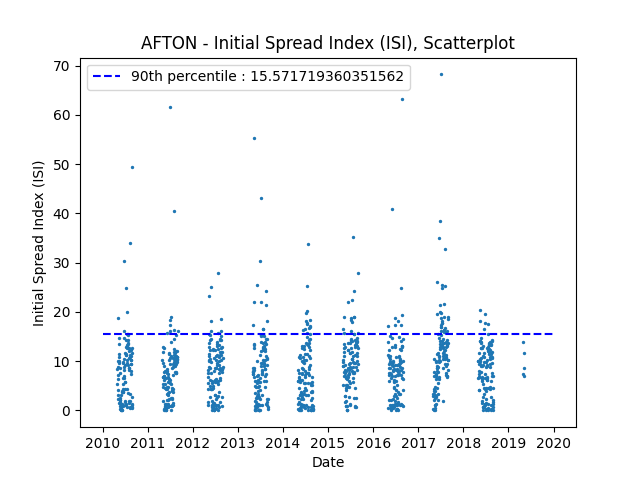 AFTON - Initial Spread Index (ISI), Scatterplot
90th percentile : 15.571719360351562
Initial Spread Index (ISI)
70
60
50
40
30
20
10
0
2010 2011 2012 2013 2014 2015 2016 2017 2018 2019 2020
Date